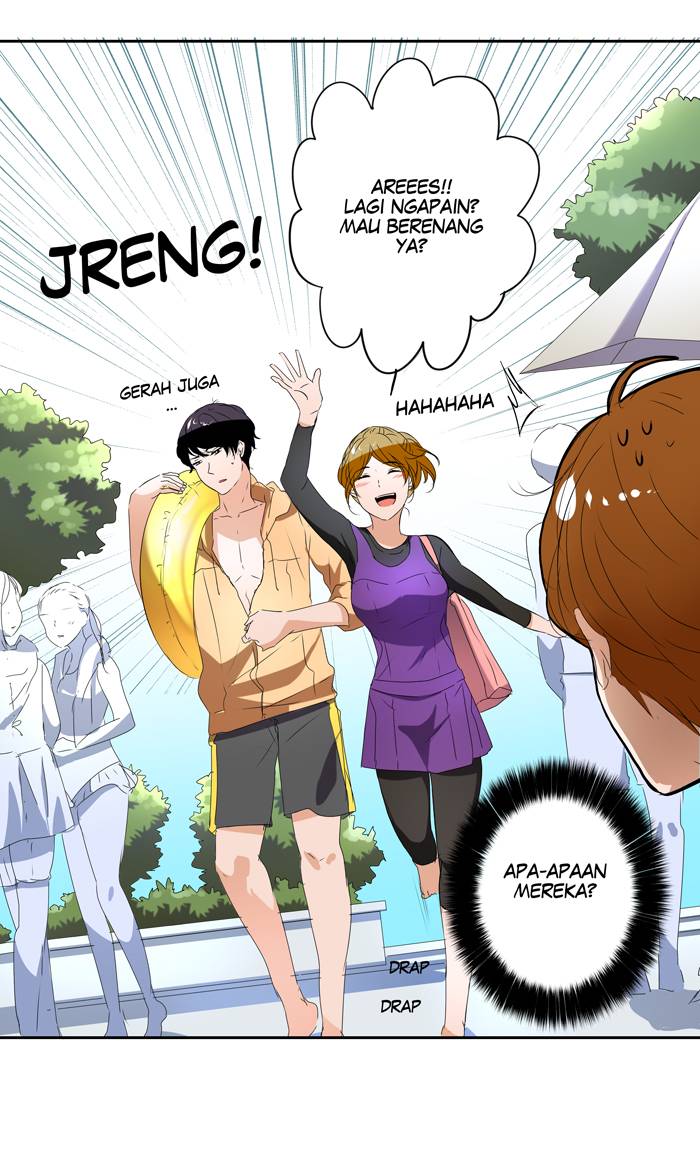 AREEES!!
LAGI NGAPAIN?
MAU BERENANG
YA?
JRENG!
GERAH JUGA
...
HAHAHAHA
APA-APAAN
MEREKA?
DRAP
DRAP